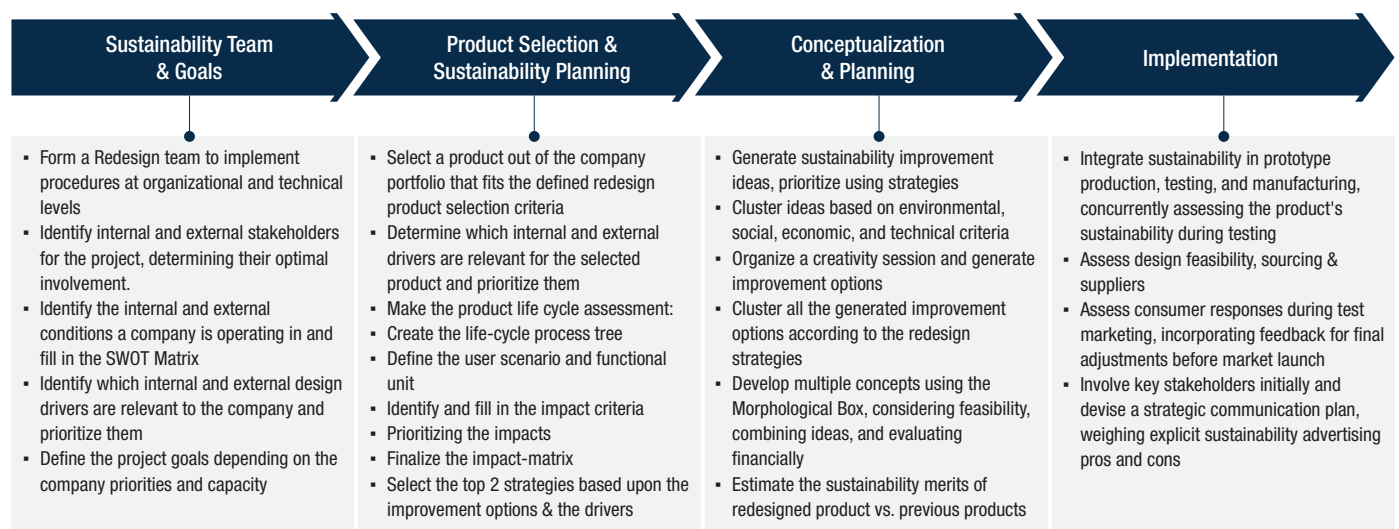 Sustainability Team
& Goals
Product Selection &
Sustainability Planning
Conceptualization
& Planning
Implementation
▪ Form a Redesign team to implement
procedures at organizational and technical
levels
▪ Identify internal and external stakeholders
for the project, determining their optimal
involvement.
▪ Identify the internal and external
conditions a company is operating in and
fill in the SWOT Matrix
▪ Identify which internal and external design
drivers are relevant to the company and
prioritize them
▪ Define the project goals depending on the
company priorities and capacity
▪ Select a product out of the company
portfolio that fits the defined redesign
product selection criteria
▪ Determine which internal and external
drivers are relevant for the selected
product and prioritize them
▪ Make the product life cycle assessment:
▪ Create the life-cycle process tree
▪ Define the user scenario and functional
unit
▪ Identify and fill in the impact criteria
▪ Prioritizing the impacts
▪ Finalize the impact-matrix
▪ Select the top 2 strategies based upon the
improvement options & the drivers
▪ Generate sustainability improvement
ideas, prioritize using strategies
▪ Cluster ideas based on environmental,
social, economic, and technical criteria
▪ Organize a creativity session and generate
improvement options
▪ Cluster all the generated improvement
options according to the redesign
strategies
▪ Develop multiple concepts using the
Morphological Box, considering feasibility,
combining ideas, and evaluating
financially
▪ Estimate the sustainability merits of
redesigned product vs. previous products
▪ Integrate sustainability in prototype
production, testing, and manufacturing,
concurrently assessing the product's
sustainability during testing
▪ Assess design feasibility, sourcing &
suppliers
▪ Assess consumer responses during test
marketing, incorporating feedback for final
adjustments before market launch
▪ Involve key stakeholders initially and
devise a strategic communication plan,
weighing explicit sustainability advertising
pros and cons